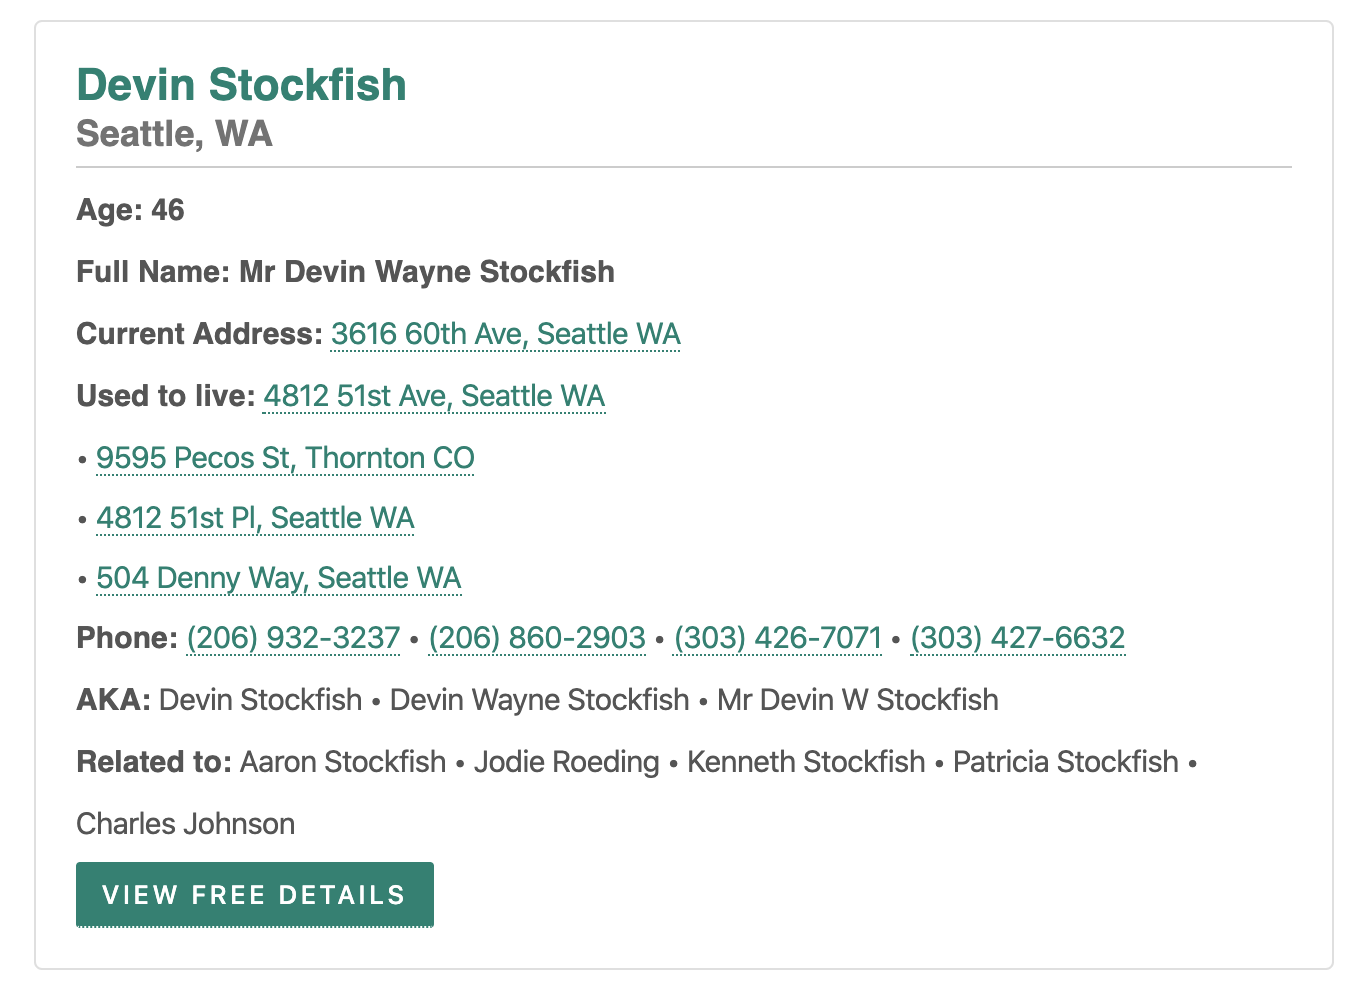 Devin Stockfish
Seattle, WA
Age: 46
Full Name: Mr Devin Wayne Stockfish
Current Address: 3616 60th Ave, Seattle WA
Used to live: 4812 51st Ave, Seattle WA
• 9595 Pecos St, Thornton CO
• 4812 51st Pl, Seattle WA
• 504 Denny Way, Seattle WA
Phone: (206) 932-3237 • (206) 860-2903 • (303) 426-7071 • (303) 427-6632
AKA: Devin Stockfish • Devin Wayne Stockfish • Mr Devin W Stockfish
Related to: Aaron Stockfish • Jodie Roeding • Kenneth Stockfish • Patricia Stockfish •
Charles Johnson
VIEW FREE DETAILS